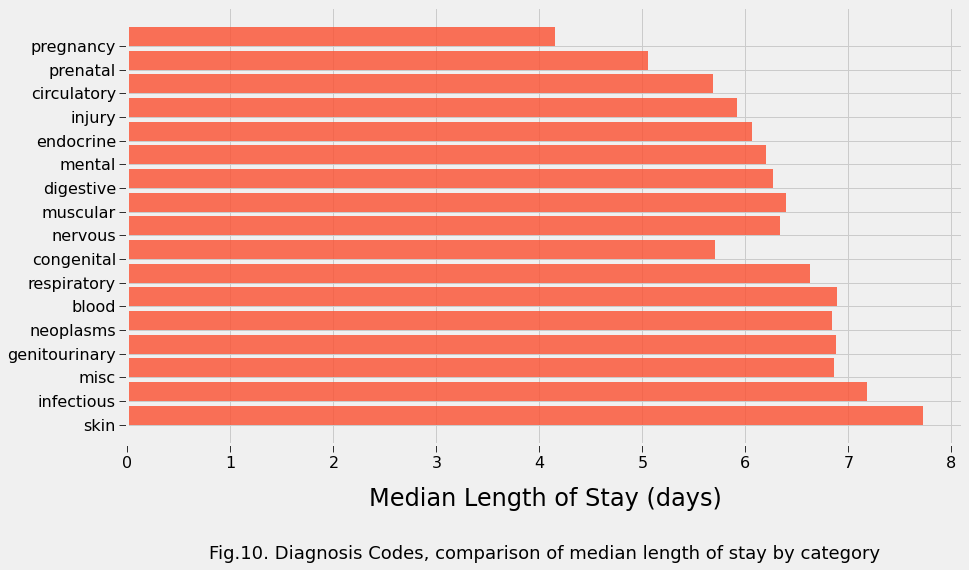 pregnancy
prenatal
circulatory
injury
endocrine
mental
digestive
muscular
nervous
congenital
respiratory
blood
neoplasms
genitourinary
misc
infectious
skin
0 1 2 3 4 5 6 7 8
Median Length of Stay (days)
Fig.10. Diagnosis Codes, comparison of median length of stay by category